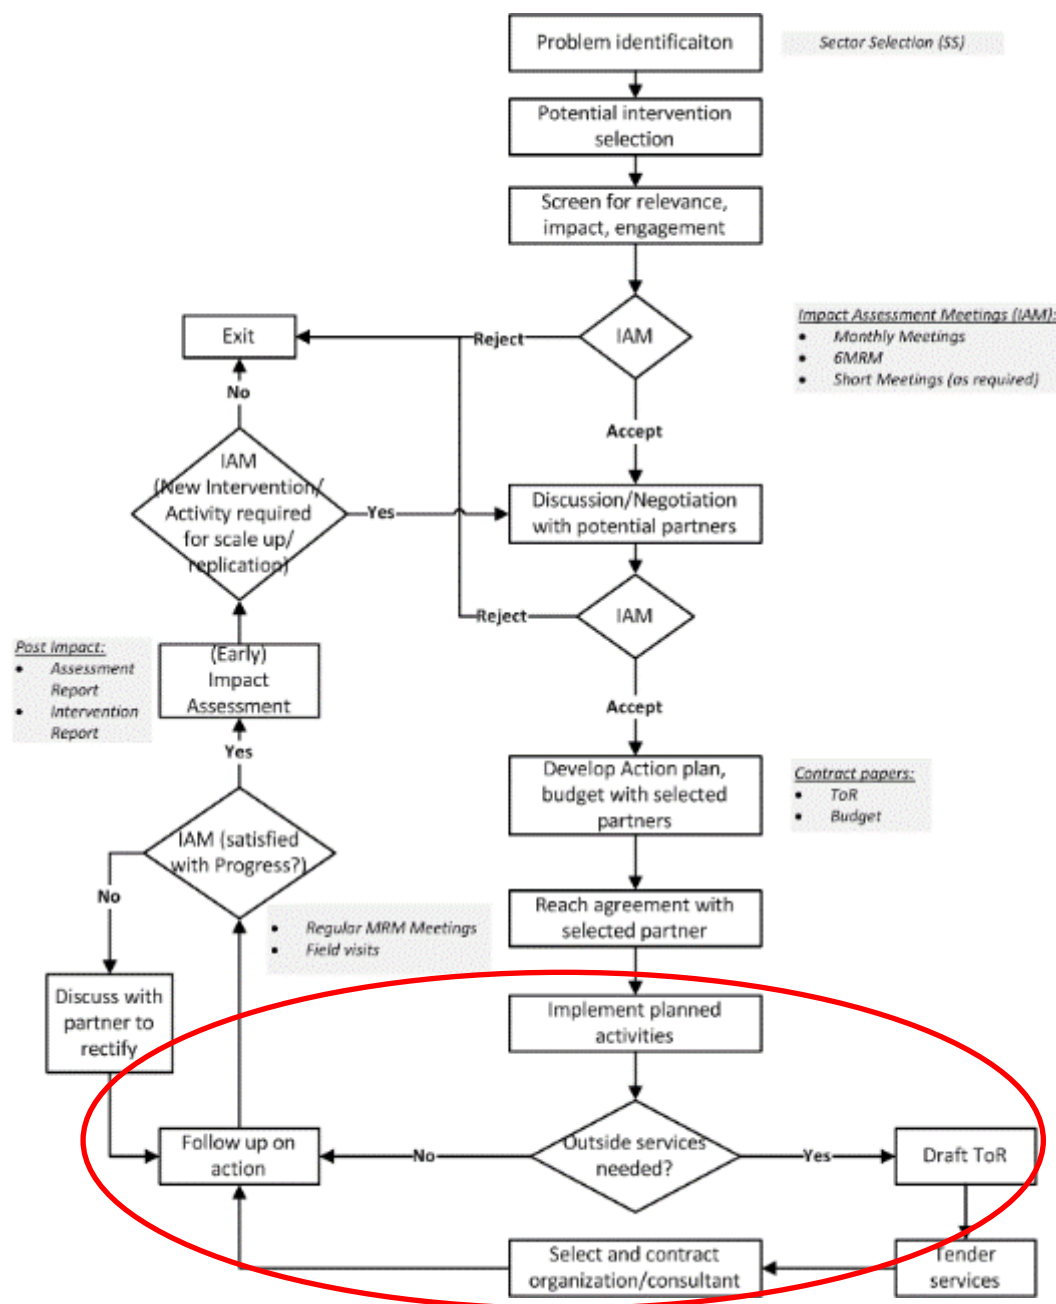 Problem identificaiton
Sector Selection (SS)
Potential intervention
selection
Screen for relevance,
impact, engagement
IAM
Reject
Exit
Impact Assessment Meetings (IAM):
• Monthly Meetings
• 6MRM
• Short Meetings (as required)
No
Accept
IAM
(New Intervention/
Activity required
for scale up/
replication)
Yes
Discussion/Negotiation
with potential partners
IAM
Reject
Post Impact:
• Assessment
Report
• Intervention
Report
(Early)
Impact
Assessment
Accept
Yes
Develop Action plan,
budget with selected
partners
Contract papers:
• ToR
• Budget
IAM (satisfied
with Progress?)
No
Reach agreement with
selected partner
• Regular MRM Meetings
• Field visits
Discuss with
partner to
rectify
Implement planned
activities
Follow up on
action
No
Outside services
needed?
Yes
Draft ToR
Select and contract
organization/consultant
Tender
services